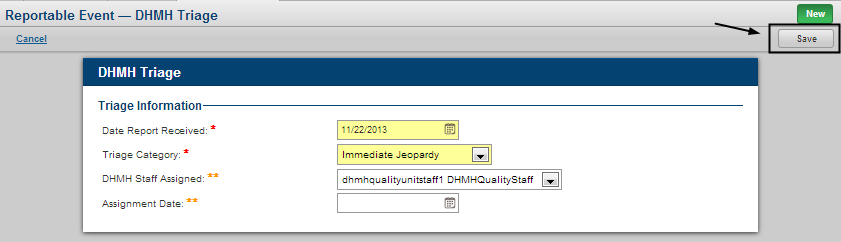 Reportable Event — DHMH Triage
New
Cancel
Save
DHMH Triage
Triage Information
Date Report Received: * 11/22/2013
Triage Category: * Immediate Jeopardy
DHMH Staff Assigned: ** dhmhqualityunitstaff1 DHMHQualityStaff
Assignment Date: **